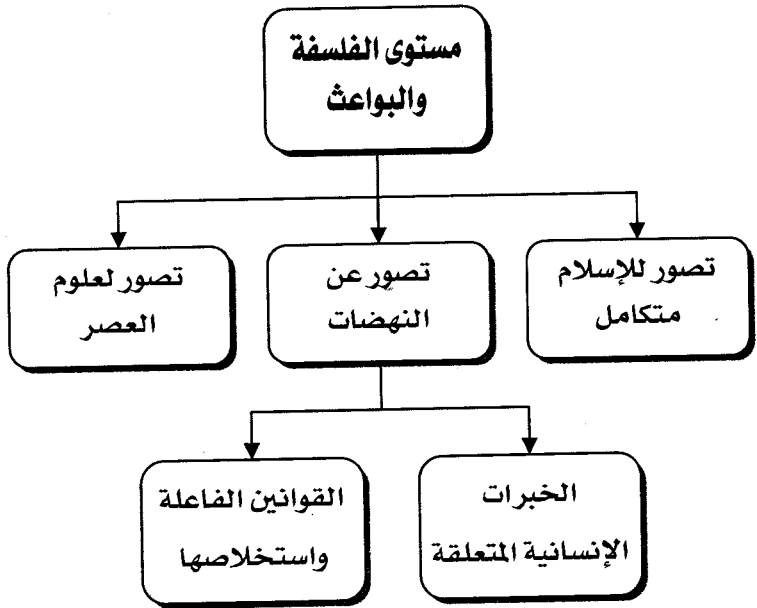 مستوى الفلسفة
والبواعث
تصور للإسلام
متكامل
تصور عن
النهضات
تصور لعلوم
العصر
الخبرات
الإنسانية المتعلقة
القوانين الفاعلة
واستخلاصها